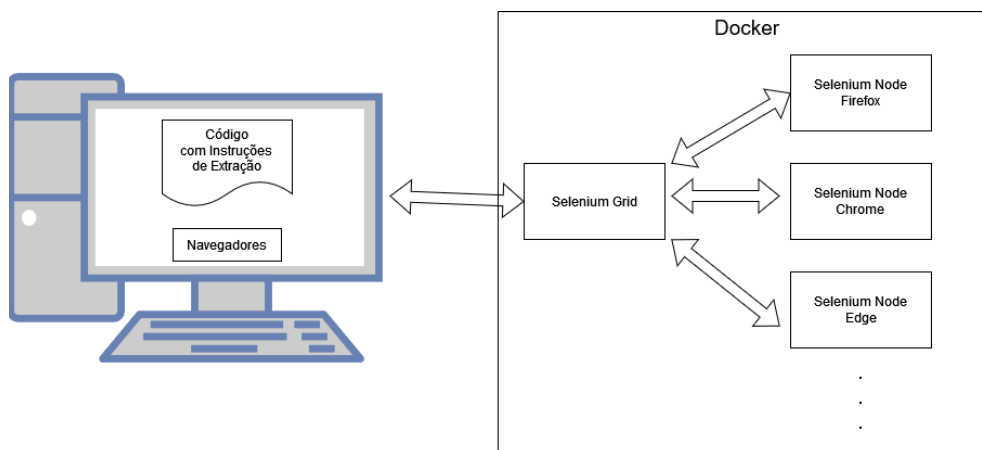 Docker
Código
com Instruções
de Extração
Navegadores
Selenium Grid
Selenium Node
Firefox
Selenium Node
Chrome
Selenium Node
Edge
.
.
.